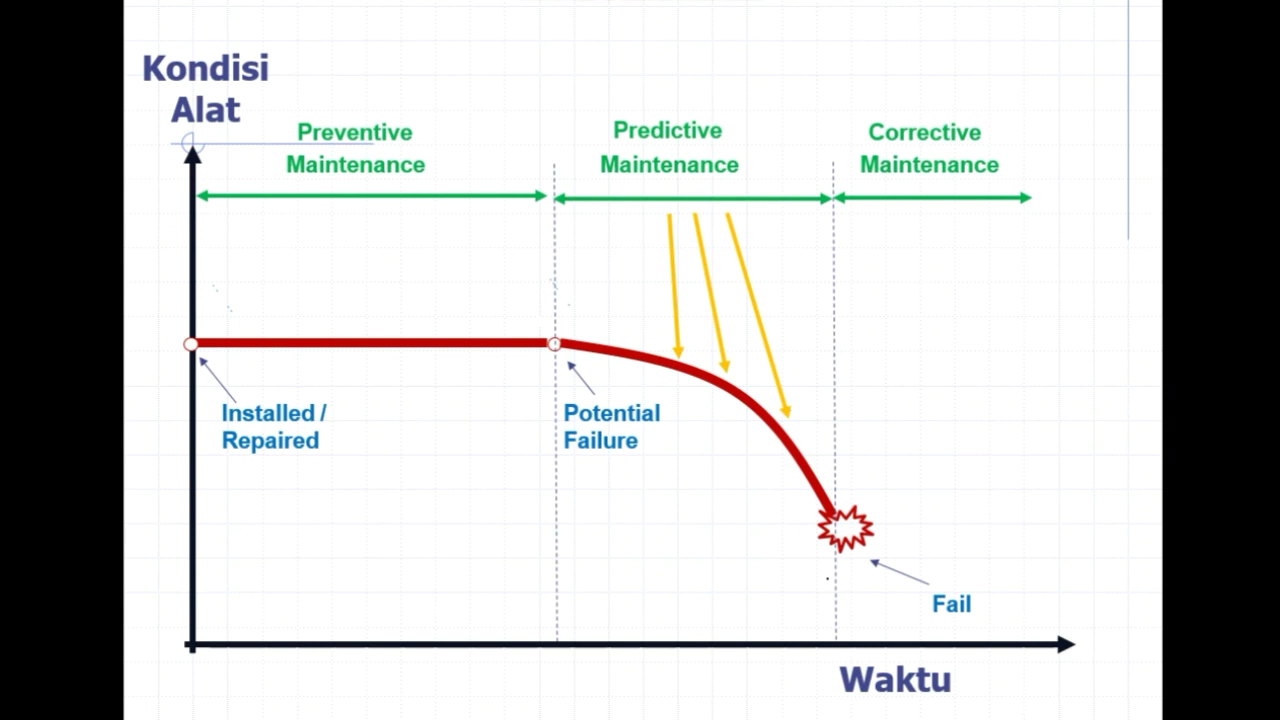 Kondisi
Alat
Preventive
Maintenance
Predictive
Maintenance
Corrective
Maintenance
Installed /
Repaired
Potential
Failure
Fail
Waktu